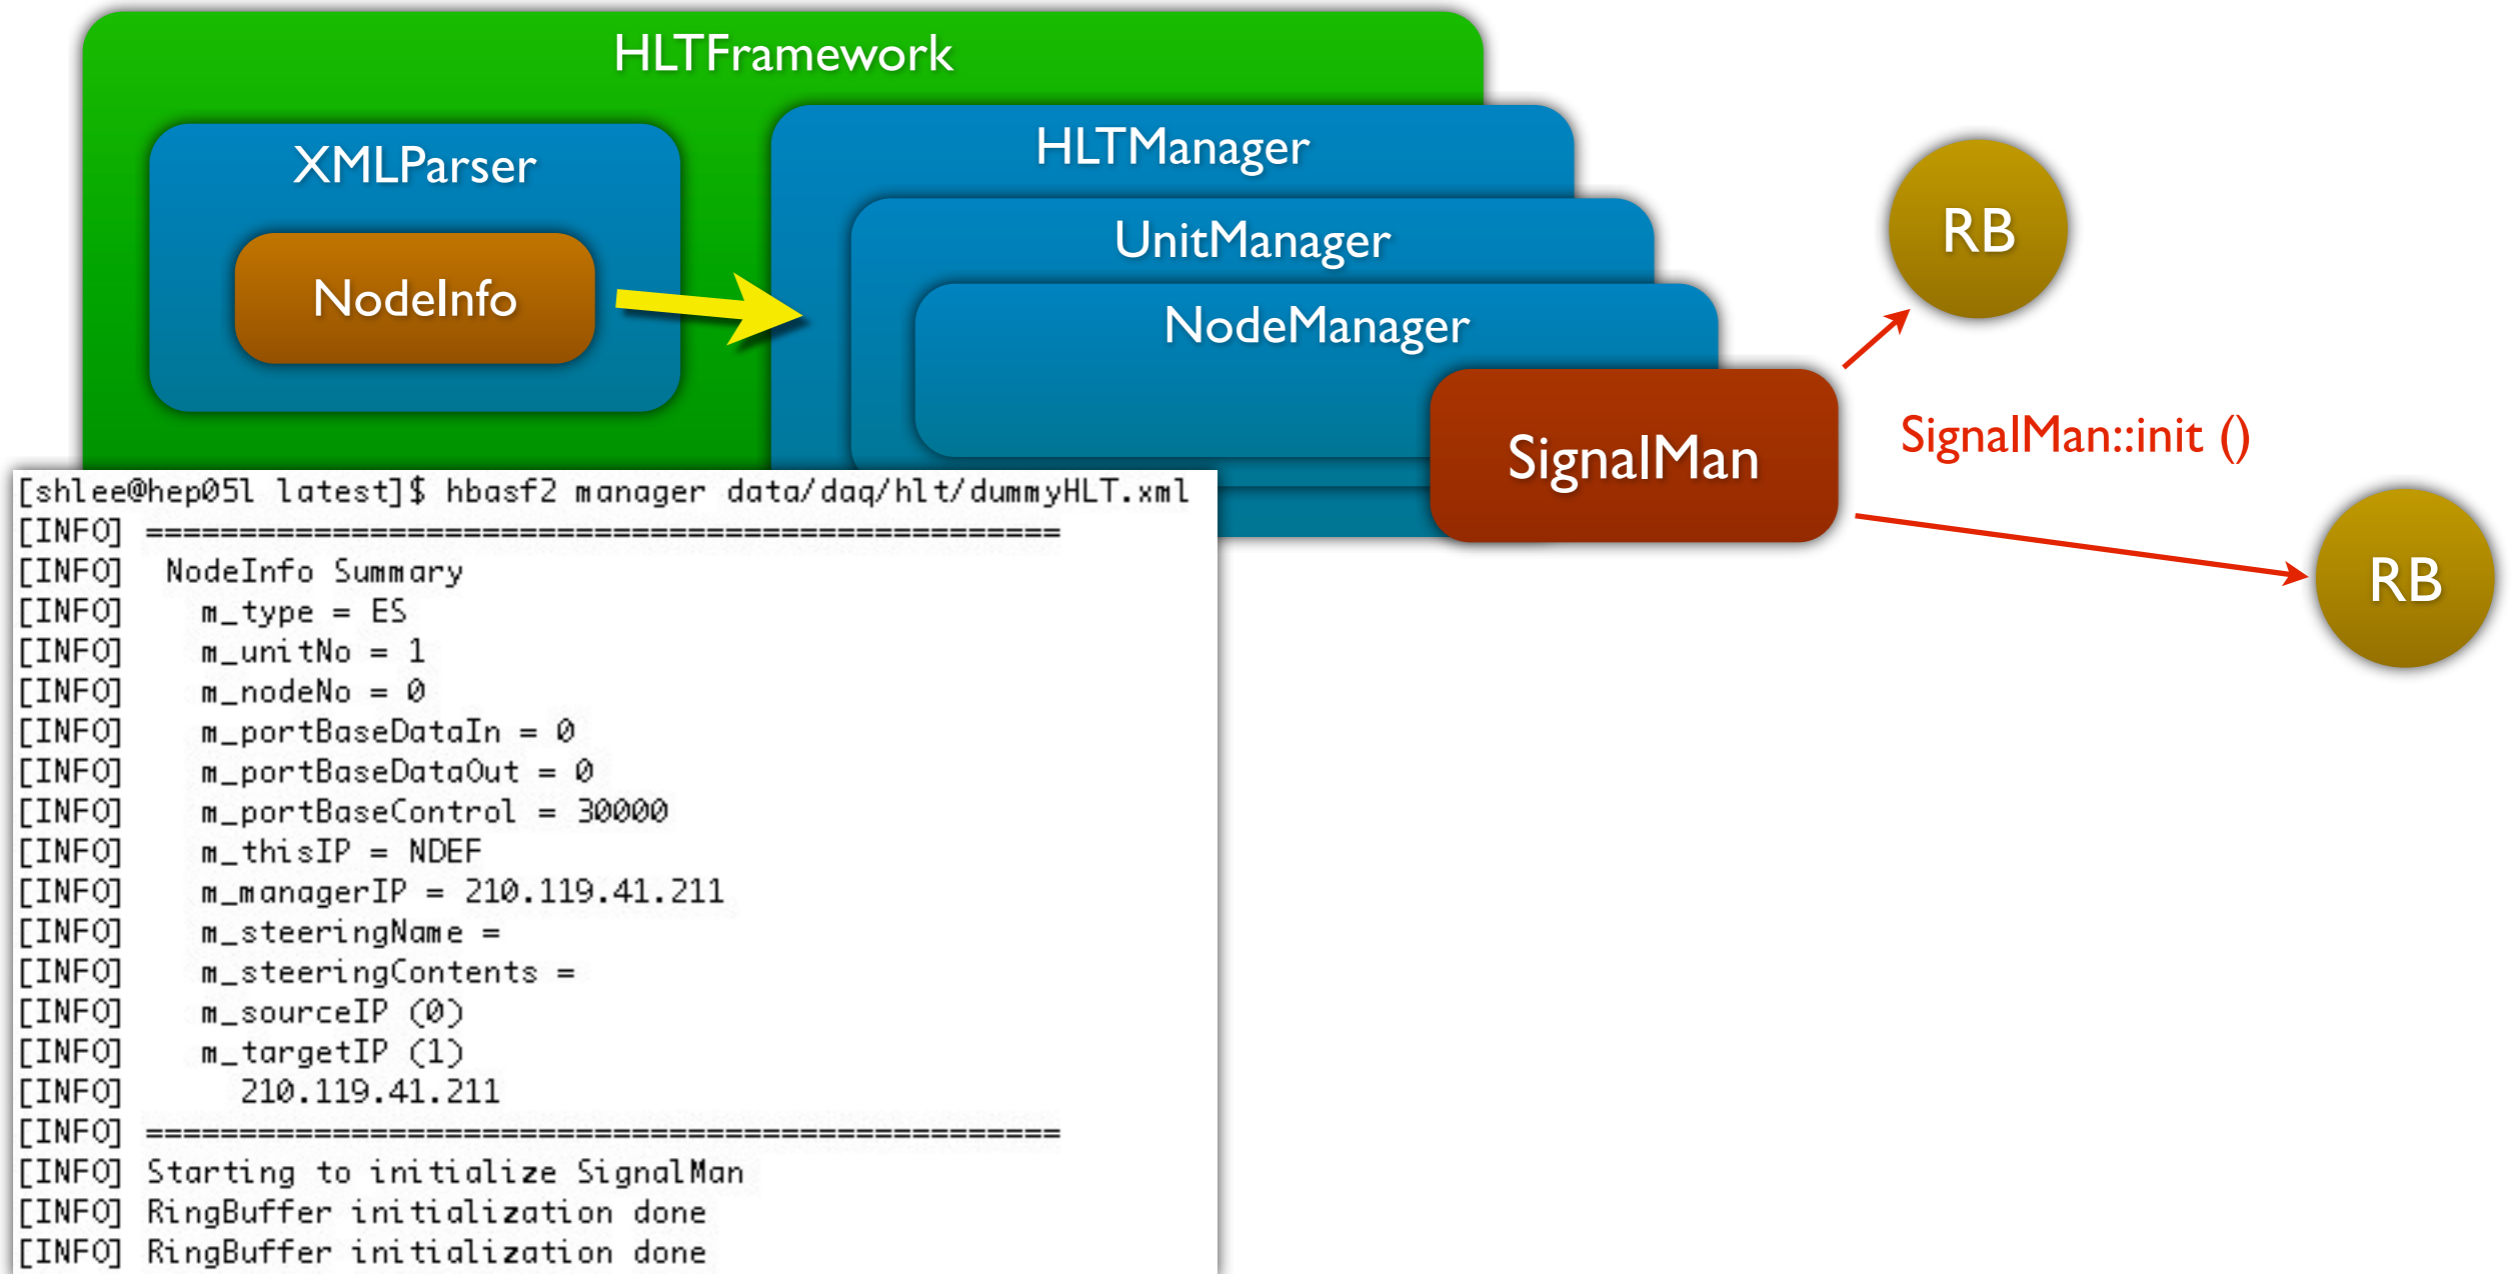 HLTFramework
XMLParser
NodeInfo
HLTManager
UnitManager
NodeManager
SignalMan
RB
SignalMan::init ()
RB
[shlee@hep05l latest]$ hbasf2 manager data/daq/hlt/dummyHLT.xml
[INFO] =================================================
[INFO]  NodeInfo Summary
[INFO]    m_type = ES
[INFO]    m_unitNo = 1
[INFO]    m_nodeNo = 0
[INFO]    m_portBaseDataIn = 0
[INFO]    m_portBaseDataOut = 0
[INFO]    m_portBaseControl = 30000
[INFO]    m_thisIP = NDEF
[INFO]    m_managerIP = 210.119.41.211
[INFO]    m_steeringName =
[INFO]    m_steeringContents =
[INFO]    m_sourceIP (0)
[INFO]    m_targetIP (1)
[INFO]      210.119.41.211
[INFO] =================================================
[INFO] Starting to initialize SignalMan
[INFO] RingBuffer initialization done
[INFO] RingBuffer initialization done